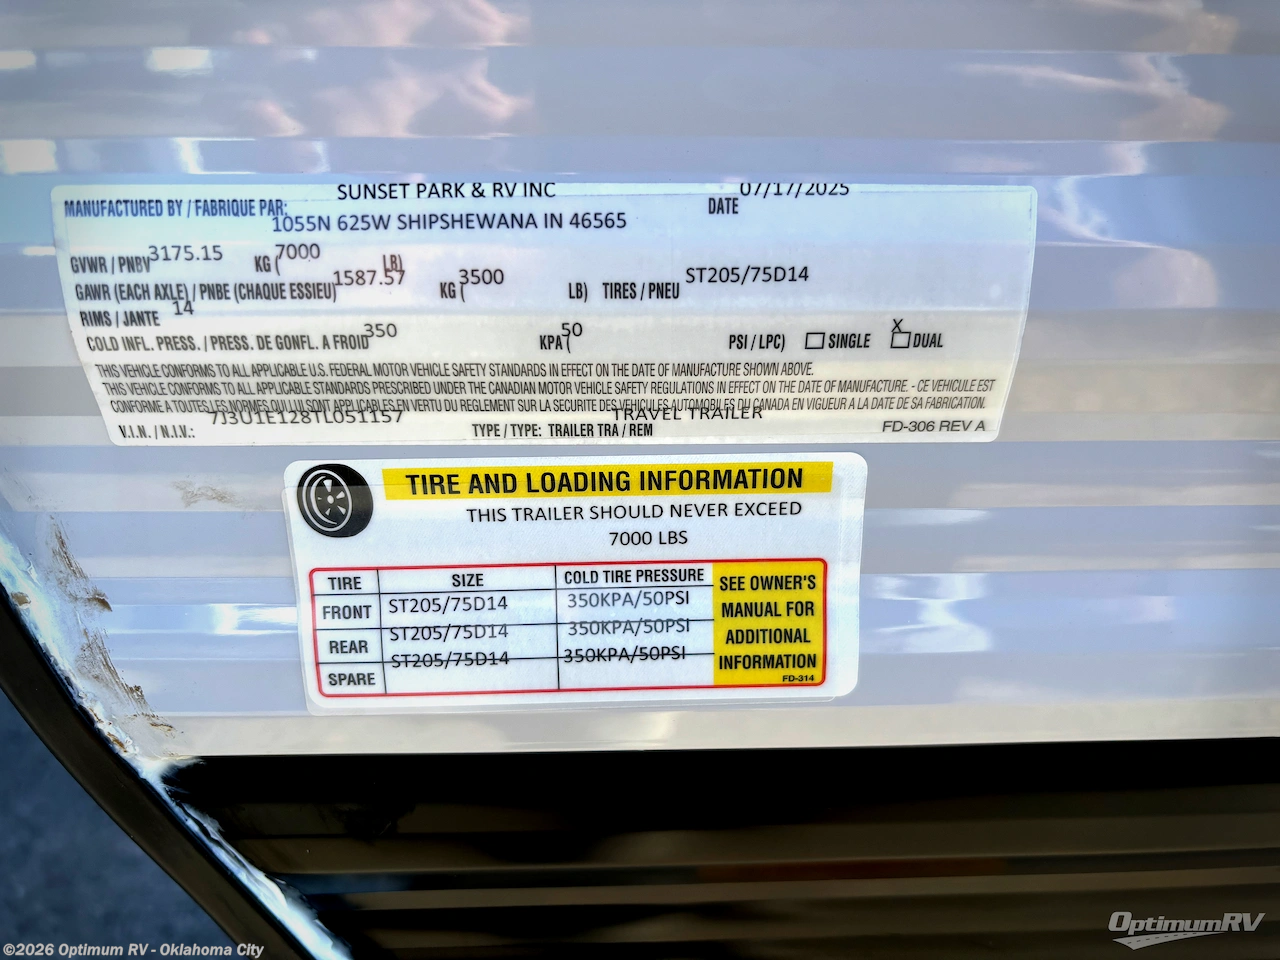 SUNSET PARK & RV INC 07/17/2025
MANUFACTURED BY / FABRIQUE PAR: DATE
1055N 625W SHIPSHEWANA IN 46565
GVWR / PNBV 3175.15 KG ( 7000 LB)
GAWR (EACH AXLE) / PNBE (CHAQUE ESSIEU) 1587.57 KG ( 3500 LB) TIRES / PNEU ST205/75D14
RIMS / JANTE 14
COLD INFL. PRESS. / PRESS. DE GONFL. A FROID 350 KPA ( 50 PSI / LPC) SINGLE X DUAL
THIS VEHICLE CONFORMS TO ALL APPLICABLE U.S. FEDERAL MOTOR VEHICLE SAFETY STANDARDS IN EFFECT ON THE DATE OF MANUFACTURE SHOWN ABOVE.
THIS VEHICLE CONFORMS TO ALL APPLICABLE STANDARDS PRESCRIBED UNDER THE CANADIAN MOTOR VEHICLE SAFETY REGULATIONS IN EFFECT ON THE DATE OF MANUFACTURE. - CE VEHICULE EST
CONFORME A TOUTES LES NORMES QUI LUI SONT APPLICABLES EN VERTU DU REGLEMENT SUR LA SECURITE DES VEHICULES AUTOMOBILES DU CANADA EN VIGUEUR A LA DATE DE SA FABRICATION.
7J3U1E128TL051157 TRAVEL TRAILER
V.I.N. / N.I.V.: TYPE / TYPE: TRAILER TRA / REM FD-306 REV A
TIRE AND LOADING INFORMATION
THIS TRAILER SHOULD NEVER EXCEED
7000 LBS
TIRE SIZE COLD TIRE PRESSURE
FRONT ST205/75D14 350KPA/50PSI
REAR ST205/75D14 350KPA/50PSI
SPARE ST205/75D14 350KPA/50PSI
SEE OWNER'S
MANUAL FOR
ADDITIONAL
INFORMATION
FD-314
©2026 Optimum RV - Oklahoma City
OptimumRV